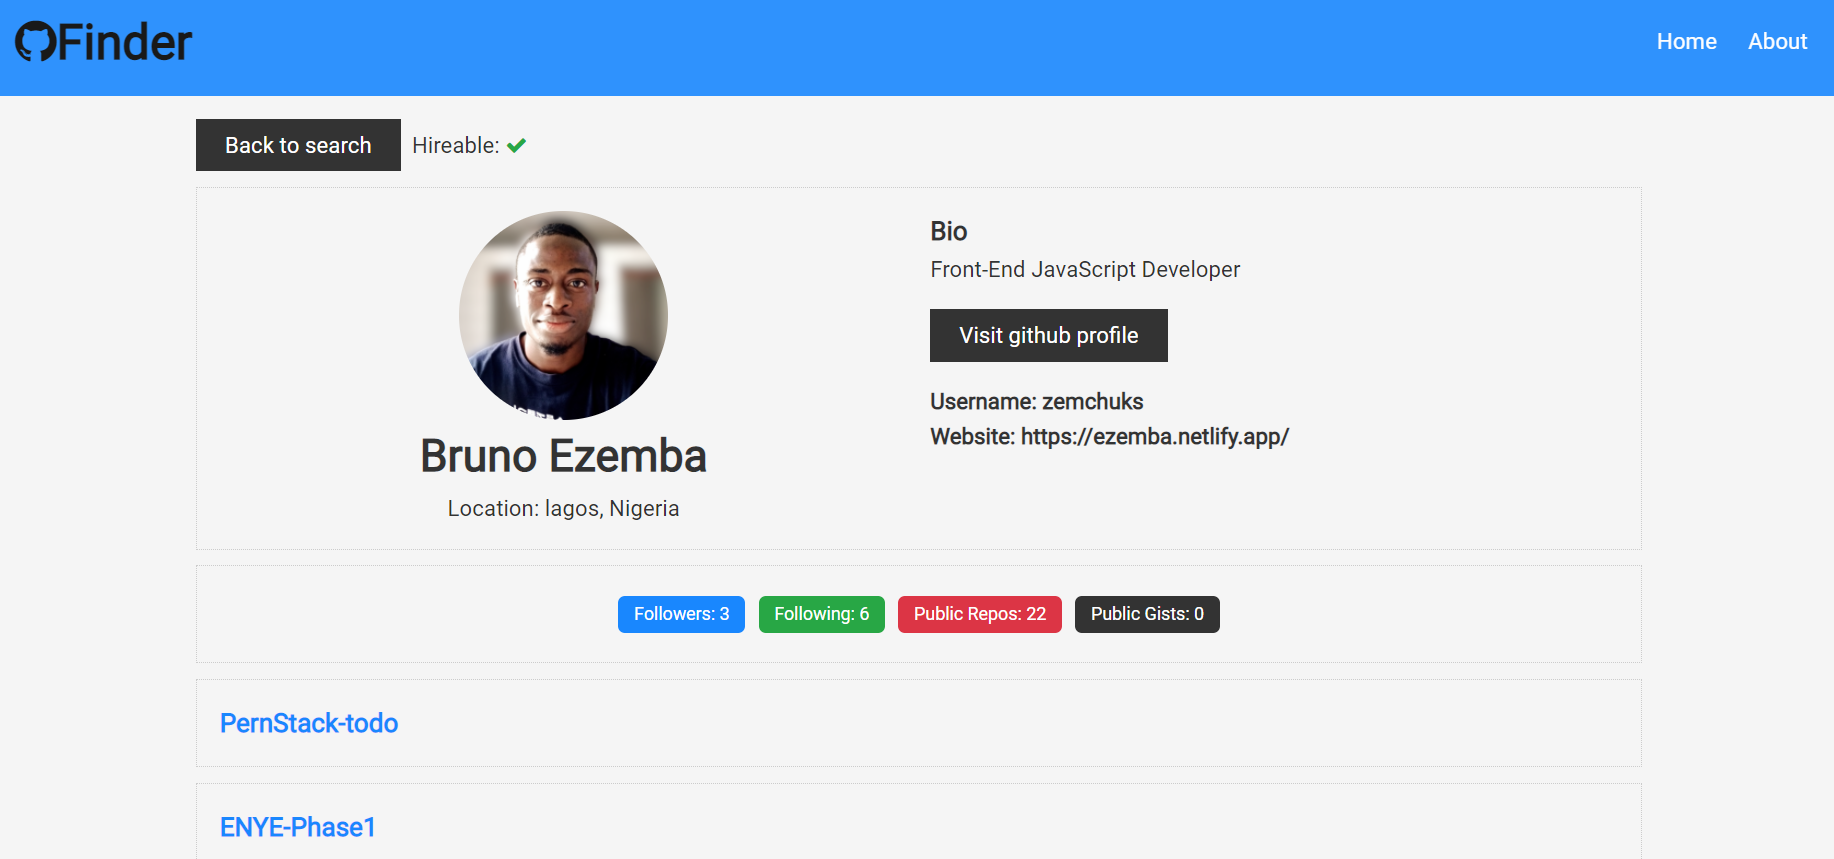 Finder
Home
About
Back to search
Hireable:
Bio
Front-End JavaScript Developer
Visit github profile
Username: zemchuks
Website: https://ezemba.netlify.app/
Bruno Ezemba
Location: lagos, Nigeria
Followers: 3
Following: 6
Public Repos: 22
Public Gists: 0
PernStack-todo
ENYE-Phase1